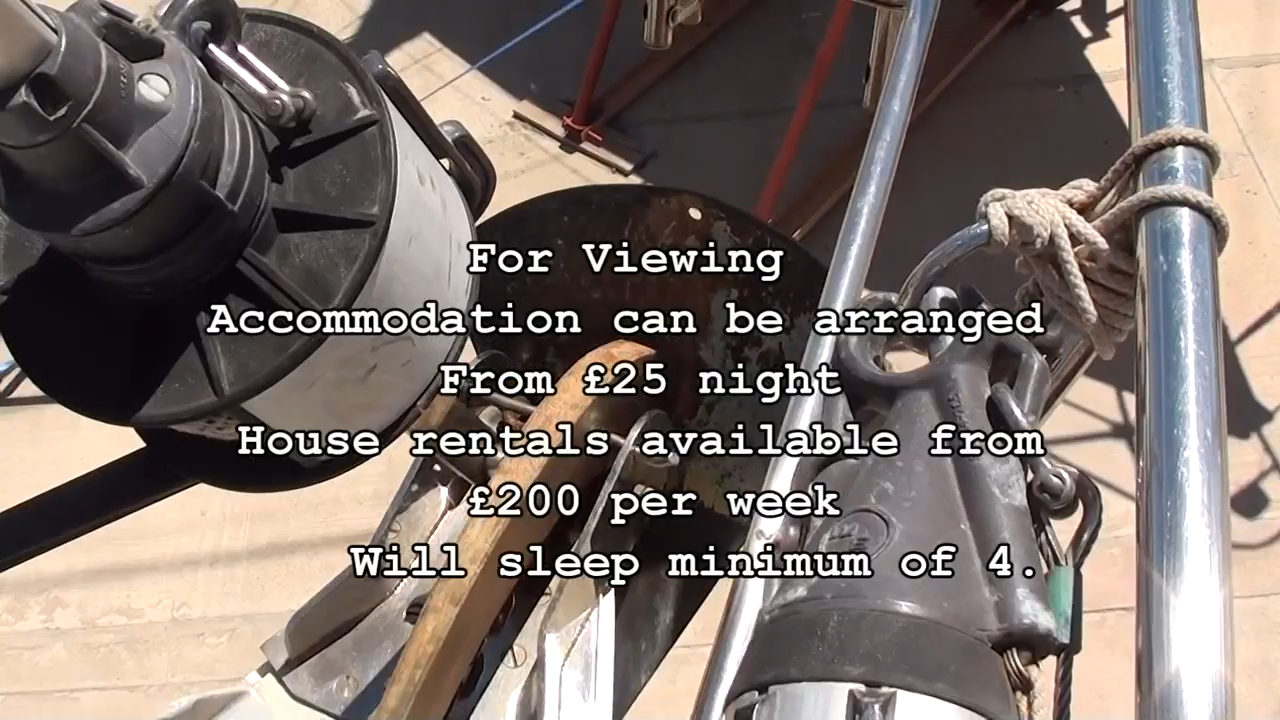 For Viewing
Accommodation can be arranged
From £25 night
House rentals available from
£200 per week
Will sleep minimum of 4.